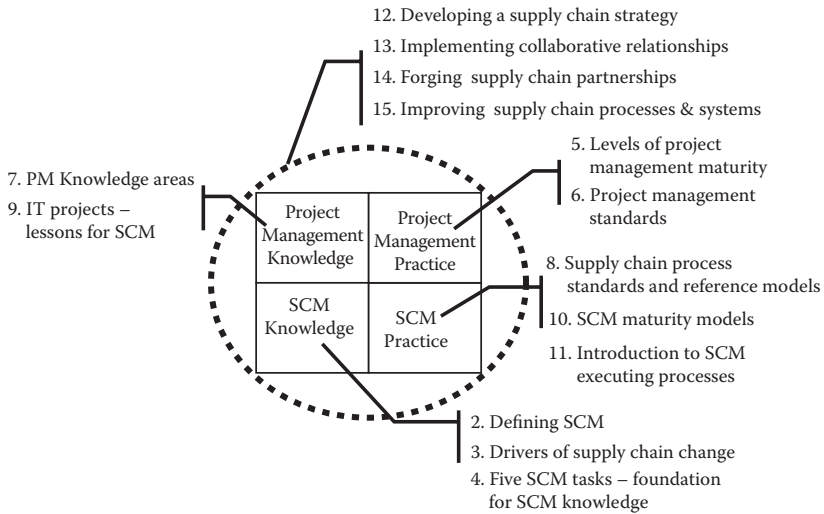 12. Developing a supply chain strategy
13. Implementing collaborative relationships
14. Forging supply chain partnerships
15. Improving supply chain processes & systems
5. Levels of project
management maturity
6. Project management
standards
7. PM Knowledge areas
9. IT projects –
lessons for SCM
Project
Management
Knowledge
Project
Management
Practice
SCM
Knowledge
SCM
Practice
8. Supply chain process
standards and reference models
10. SCM maturity models
11. Introduction to SCM
executing processes
2. Defining SCM
3. Drivers of supply chain change
4. Five SCM tasks – foundation
for SCM knowledge